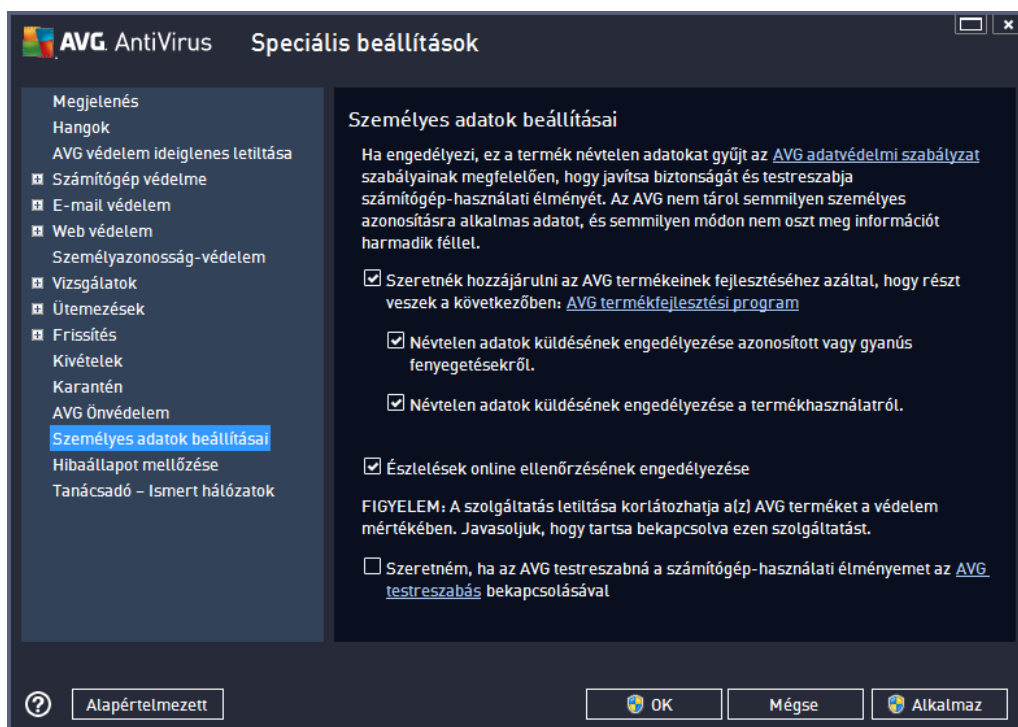 AVG. AntiVirus Speciális beállítások
Megjelenés
Hangok
AVG védelem ideiglenes letiltása
Számítógép védelme
E-mail védelem
Web védelem
Személyazonosság-védelem
Vizsgálatok
Ütemezések
Frissítés
Kivételek
Karantén
AVG Önvédelem
Személyes adatok beállításai
Hibaállapot mellőzése
Tanácsadó – Ismert hálózatok
Személyes adatok beállításai
Ha engedélyezi, ez a termék névtelen adatokat gyűjt az AVG adatvédelmi szabályzat
szabályainak megfelelően, hogy javítsa biztonságát és testreszabja
számítógép-használati élményét. Az AVG nem tárol semmilyen személyes
azonosításra alkalmas adatot, és semmilyen módon nem oszt meg információt
harmadik féllel.
Szeretnék hozzájárulni az AVG termékeinek fejlesztéséhez azáltal, hogy részt
veszek a következőben: AVG termékfejlesztési program
Névtelen adatok küldésének engedélyezése azonosított vagy gyanús
fenyegetésekről.
Névtelen adatok küldésének engedélyezése a termékhasználatról.
Észlelések online ellenőrzésének engedélyezése
FIGYELEM: A szolgáltatás letiltása korlátozhatja a(z) AVG terméket a védelem
mértékében. Javasoljuk, hogy tartsa bekapcsolva ezen szolgáltatást.
Szeretném, ha az AVG testreszabná a számítógép-használati élményemet az AVG
testreszabás bekapcsolásával
? Alapértelmezett OK Mégse Alkalmaz